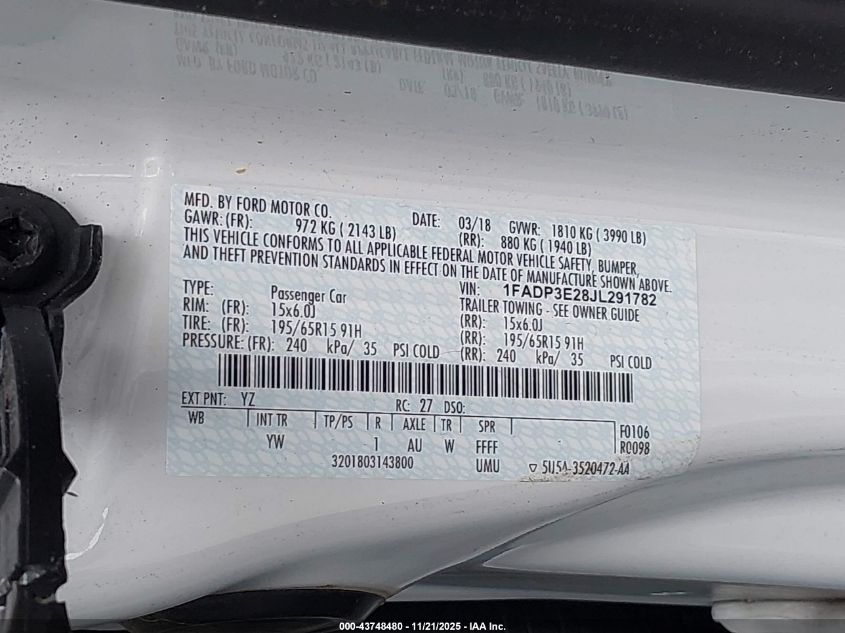 MFD. BY FORD MOTOR CO. DATE: 03/18 GVWR: 1810 KG ( 3990 LB)
GAWR: (FR): 972 KG ( 2143 LB) (RR): 880 KG ( 1940 LB)
THIS VEHICLE CONFORMS TO ALL APPLICABLE FEDERAL MOTOR VEHICLE SAFETY, BUMPER,
AND THEFT PREVENTION STANDARDS IN EFFECT ON THE DATE OF MANUFACTURE SHOWN ABOVE.
VIN: 1FADP3E28JL291782
TYPE: Passenger Car TRAILER TOWING - SEE OWNER GUIDE
RIM: (FR): 15x6.0J (RR): 15x6.0J
TIRE: (FR): 195/65R15 91H (RR): 195/65R15 91H
PRESSURE: (FR): 240 kPa/ 35 PSI COLD (RR): 240 kPa/ 35 PSI COLD
EXT PNT: YZ RC: 27 DSO:
WB INT TR TP/PS R AXLE TR SPR F0106
YW 1 AU W FFFF R0098
3201803143800 UMU ▽ 5U5A-3520472-AA
000-43748480 - 11/21/2025 - IAA Inc.